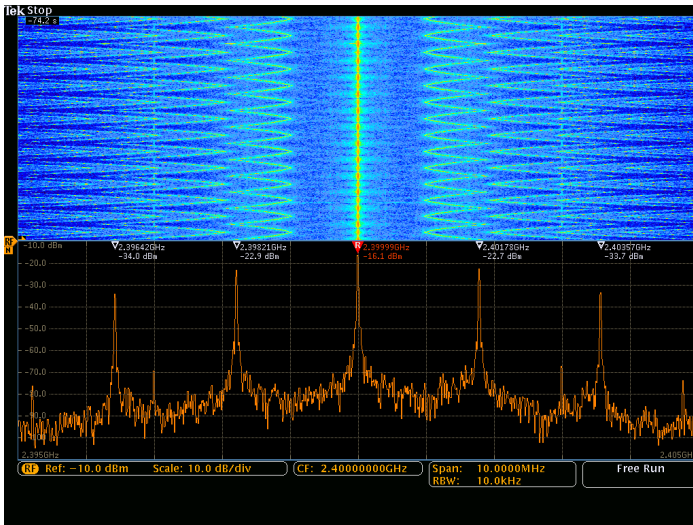 Tek Stop
-74.2 s
RF
N
-10.0 dBm
2.39642GHz 2.39821GHz R 2.39999GHz 2.40178GHz 2.40357GHz
-34.0 dBm -22.9 dBm -16.1 dBm -22.7 dBm -33.7 dBm
-20.0
-30.0
-40.0
-50.0
-60.0
-70.0
-80.0
-90.0
2.395GHz 2.405GHz
RF Ref: -10.0 dBm Scale: 10.0 dB/div CF: 2.40000000GHz Span: 10.0000MHz Free Run
RBW: 10.0kHz